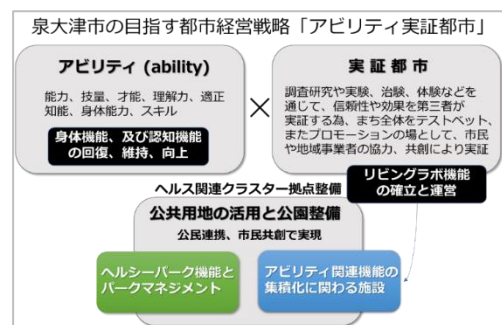 泉大津市の目指す都市経営戦略「アビリティ実証都市」
アビリティ (ability)
能力、技量、才能、理解力、適正
知能、身体能力、スキル
身体機能、及び認知機能
の回復、維持、向上
×
実証都市
調査研究や実験、治験、体験などを
通じて、信頼性や効果を第三者が
実証する為、まち全体をテストベット、
またプロモーションの場として、市民
や地域事業者の協力、共創により実証
リビングラボ機能
の確立と運営
ヘルス関連クラスター拠点整備
公共用地の活用と公園整備
公民連携、市民共創で実現
ヘルシーパーク機能と
パークマネジメント
アビリティ関連機能の
集積化に関わる施設